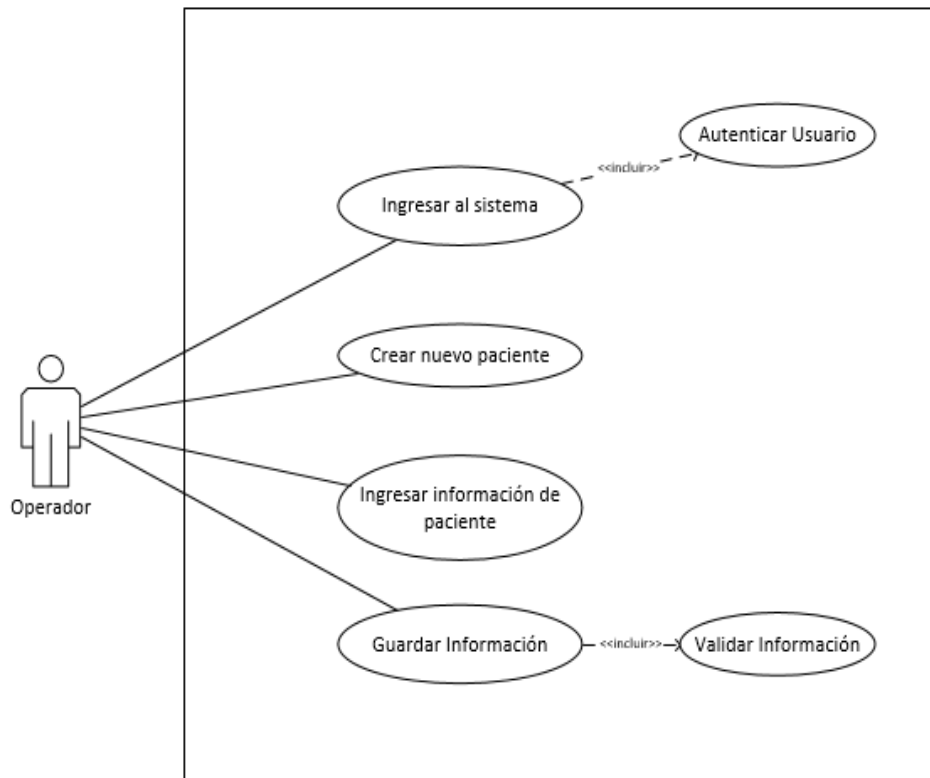 Autenticar Usuario
<<incluir>>
Ingresar al sistema
Crear nuevo paciente
Operador
Ingresar información de
paciente
Guardar Información
<<incluir>>
Validar Información